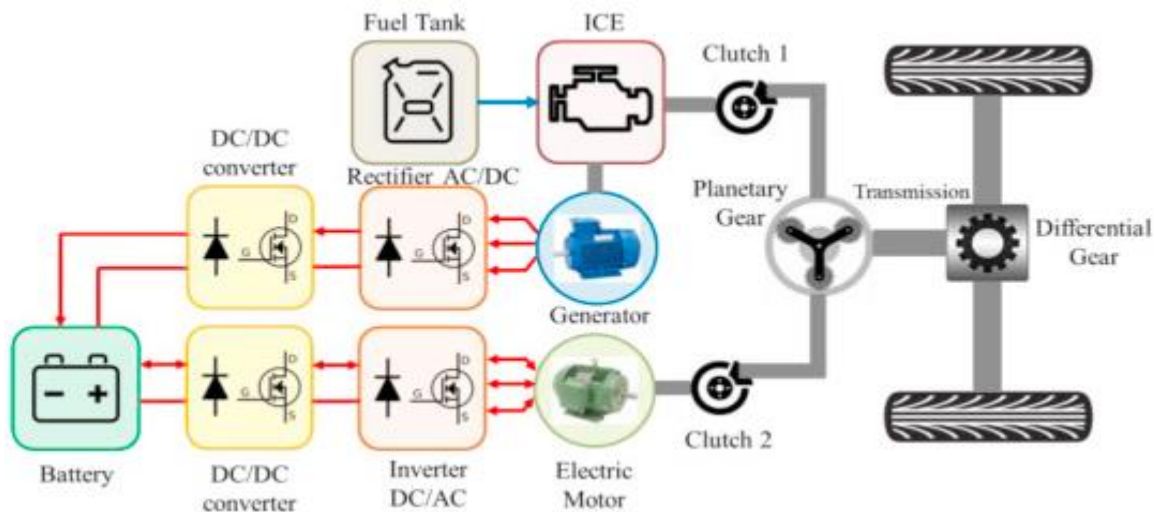 Fuel Tank
ICE
Clutch 1
DC/DC
converter
Rectifier AC/DC
Planetary
Gear
Transmission
Differential
Gear
D
G
S
D
G
S
Generator
D
G
S
D
G
S
Battery
DC/DC
converter
Inverter
DC/AC
Electric
Motor
Clutch 2